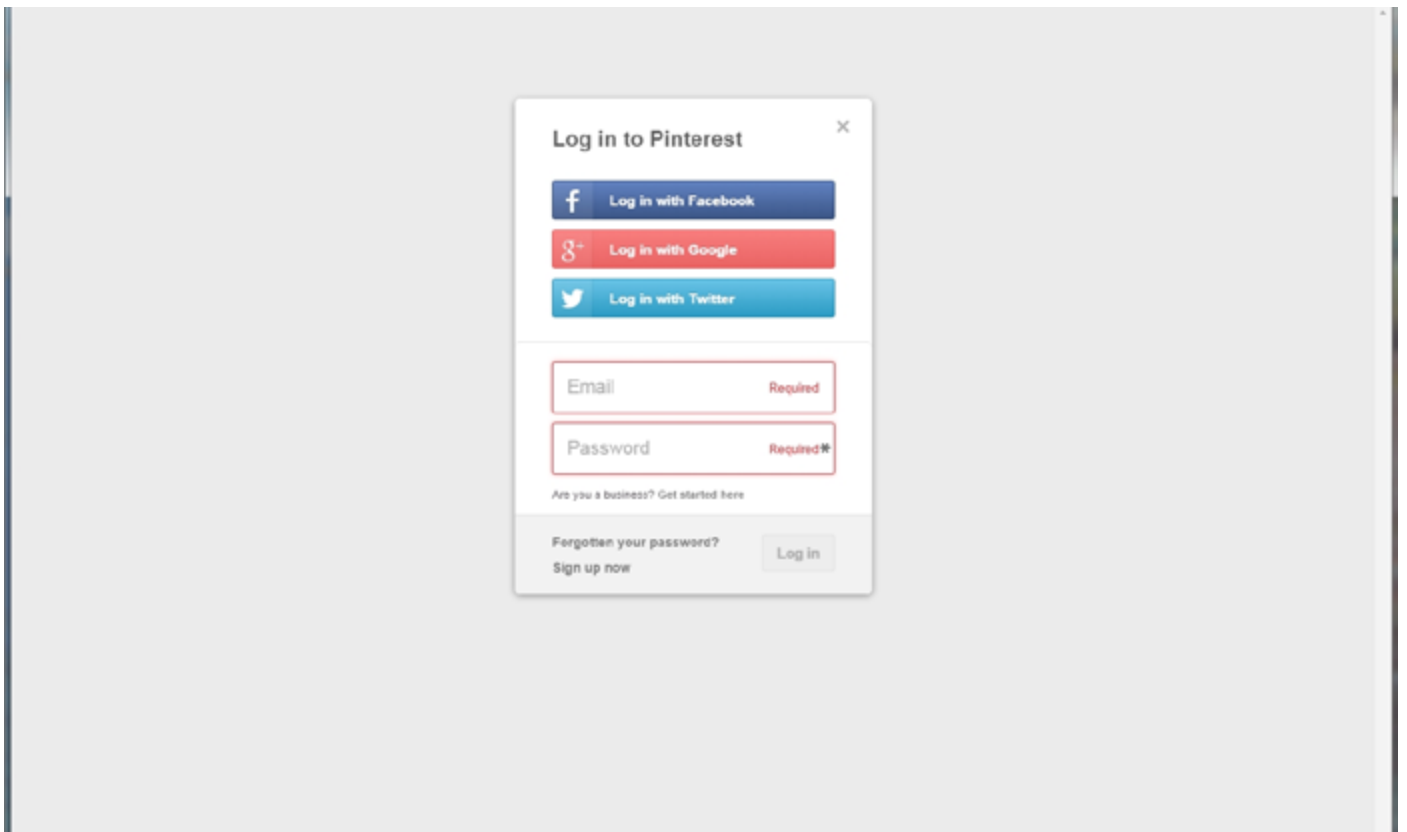 Log in to Pinterest
×
f Log in with Facebook
g+ Log in with Google
Log in with Twitter
Email Required
Password Required*
Are you a business? Get started here
Forgotten your password?
Log in
Sign up now